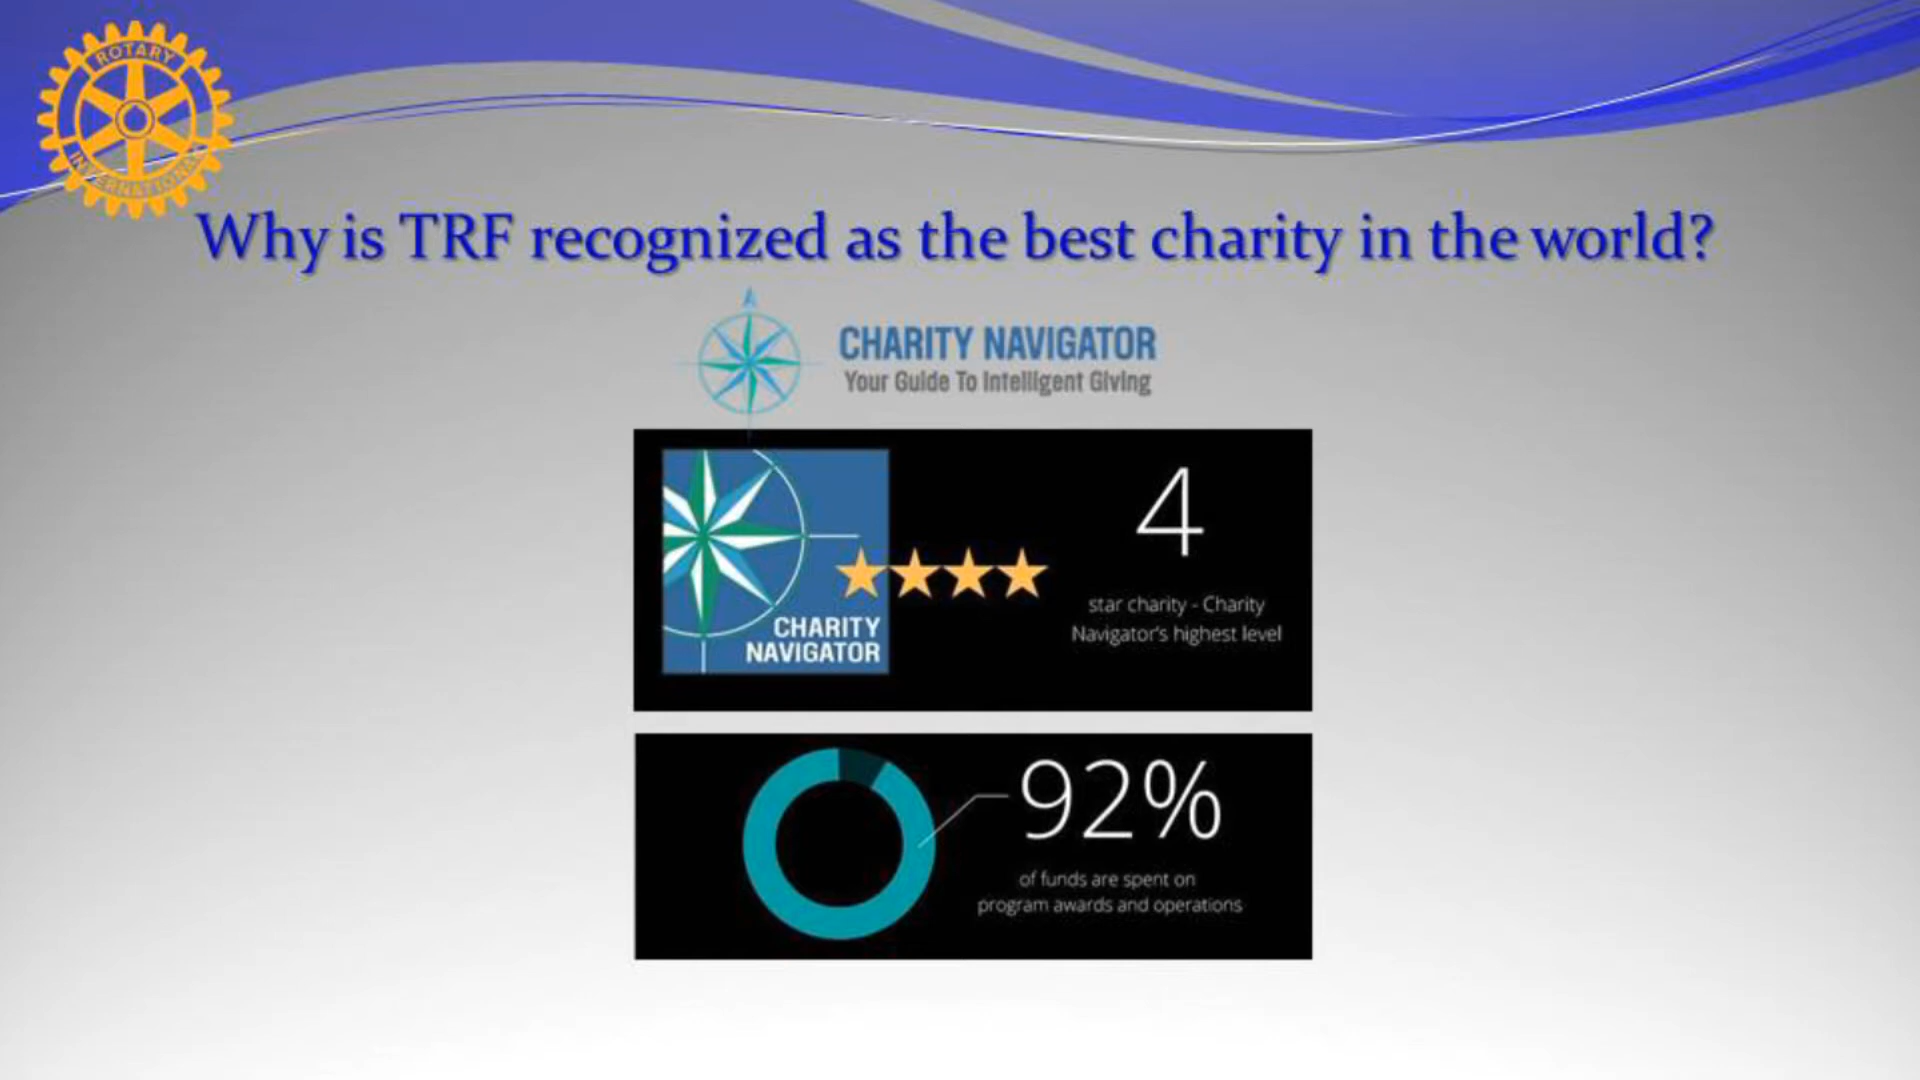 ROTARY
INTERNATIONAL
Why is TRF recognized as the best charity in the world?
CHARITY NAVIGATOR
Your Guide To Intelligent Giving
CHARITY
NAVIGATOR
4
star charity - Charity
Navigator's highest level
92%
of funds are spent on
program awards and operations